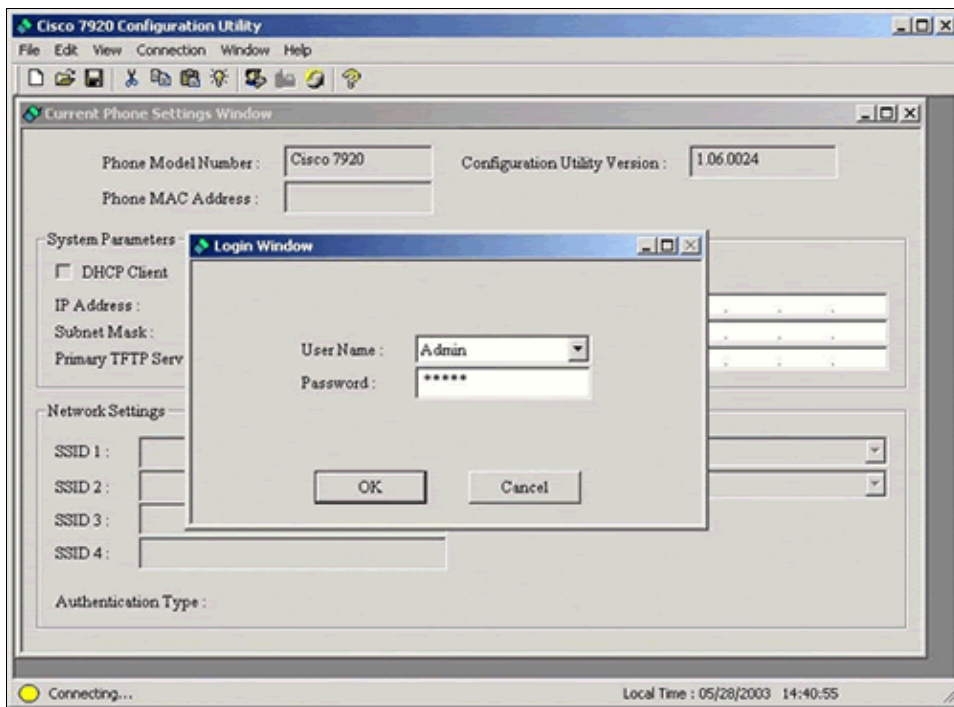 Cisco 7920 Configuration Utility
File Edit View Connection Window Help
Current Phone Settings Window
Phone Model Number : Cisco 7920 Configuration Utility Version : 1.06.0024
Phone MAC Address :
System Parameters
Login Window
DHCP Client
IP Address :
Subnet Mask :
Primary TFTP Serv
User Name : Admin
Password : *****
OK Cancel
Network Settings
SSID 1 :
SSID 2 :
SSID 3 :
SSID 4 :
Authentication Type :
Connecting... Local Time : 05/28/2003 14:40:55